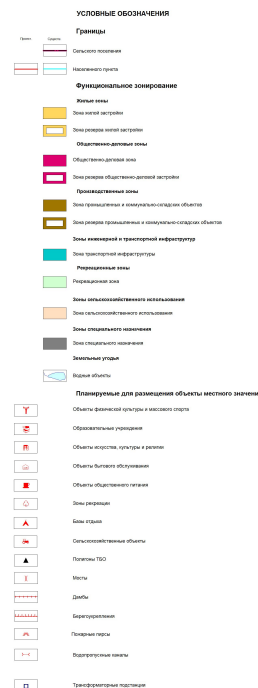 УСЛОВНЫЕ ОБОЗНАЧЕНИЯ
Границы
Проект
Сельского поселения
Населенного пункта
Функциональное зонирование
Жилые зоны
Зона жилой застройки
Зона резерва жилой застройки
Общественно-деловые зоны
Общественно-деловая зона
Зона резерва общественно-деловой застройки
Производственные зоны
Зона промышленных и коммунально-складских объектов
Зона резерва промышленных и коммунально-складских объектов
Зоны инженерной и транспортной инфраструктур
Зона транспортной инфраструктуры
Рекреационные зоны
Рекреационная зона
Зоны сельскохозяйственного использования
Зона сельскохозяйственного использования
Зоны специального назначения
Зона специального назначения
Земельные угодья
Водные объекты
Планируемые для размещения объекты местного значени
Объекты физической культуры и массового спорта
Образовательные учреждения
Объекты искусства, культуры и религии
Объекты бытового обслуживания
Объекты общественного питания
Зоны рекреации
Базы отдыха
Сельскохозяйственные объекты
Полигоны ТБО
Мосты
Дамбы
Берегоукрепления
Пожарные пирсы
Водопропускные каналы
Трансформаторные подстанции